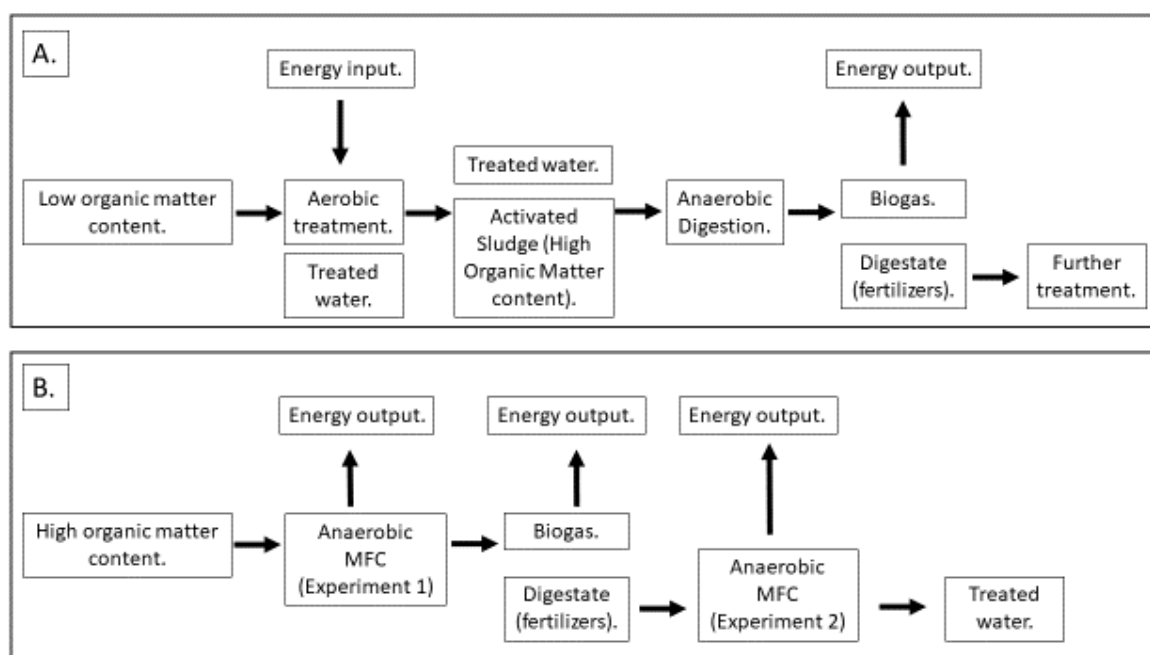 A.
Energy input.
Energy output.
Low organic matter
content.
Aerobic
treatment.
Treated
water.
Treated water.
Activated
Sludge (High
Organic Matter
content).
Anaerobic
Digestion.
Biogas.
Digestate
(fertilizers).
Further
treatment.
B.
Energy output.
Energy output.
Energy output.
High organic matter
content.
Anaerobic
MFC
(Experiment 1)
Biogas.
Digestate
(fertilizers).
Anaerobic
MFC
(Experiment 2)
Treated
water.